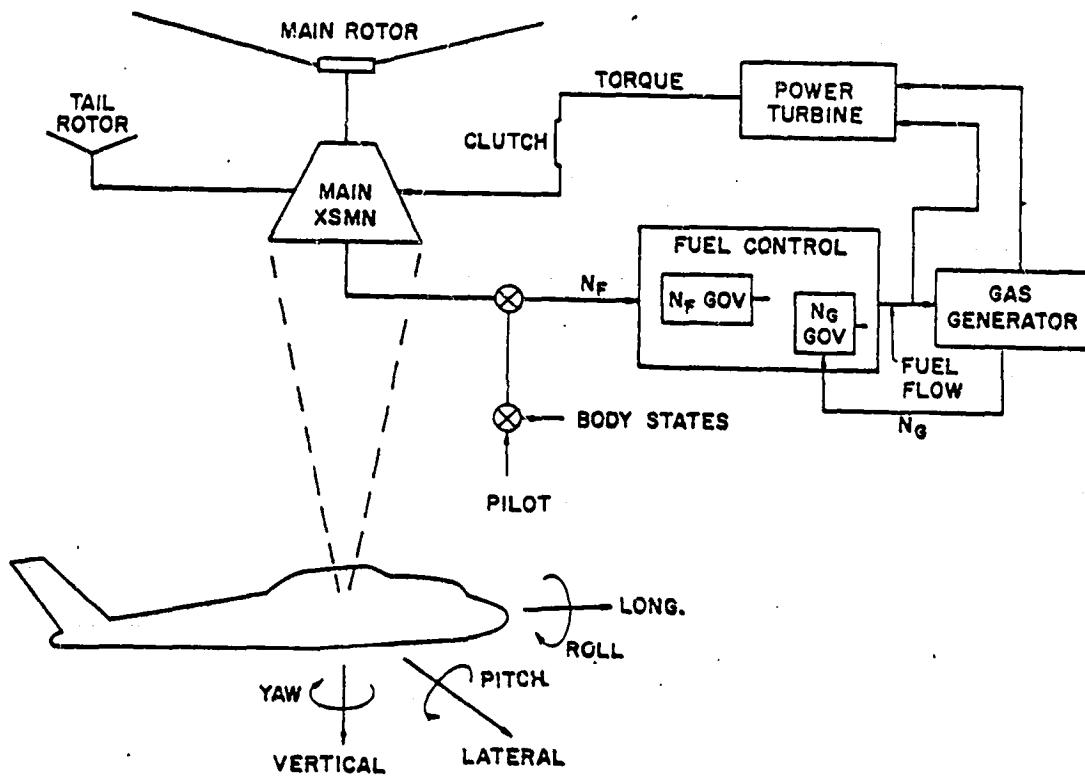 MAIN ROTOR
TAIL
ROTOR
TORQUE
POWER
TURBINE
CLUTCH
MAIN
XSMN
FUEL CONTROL
NF
NF GOV
NG
GOV
GAS
GENERATOR
FUEL
FLOW
NG
BODY STATES
PILOT
LONG.
ROLL
PITCH.
YAW
LATERAL
VERTICAL